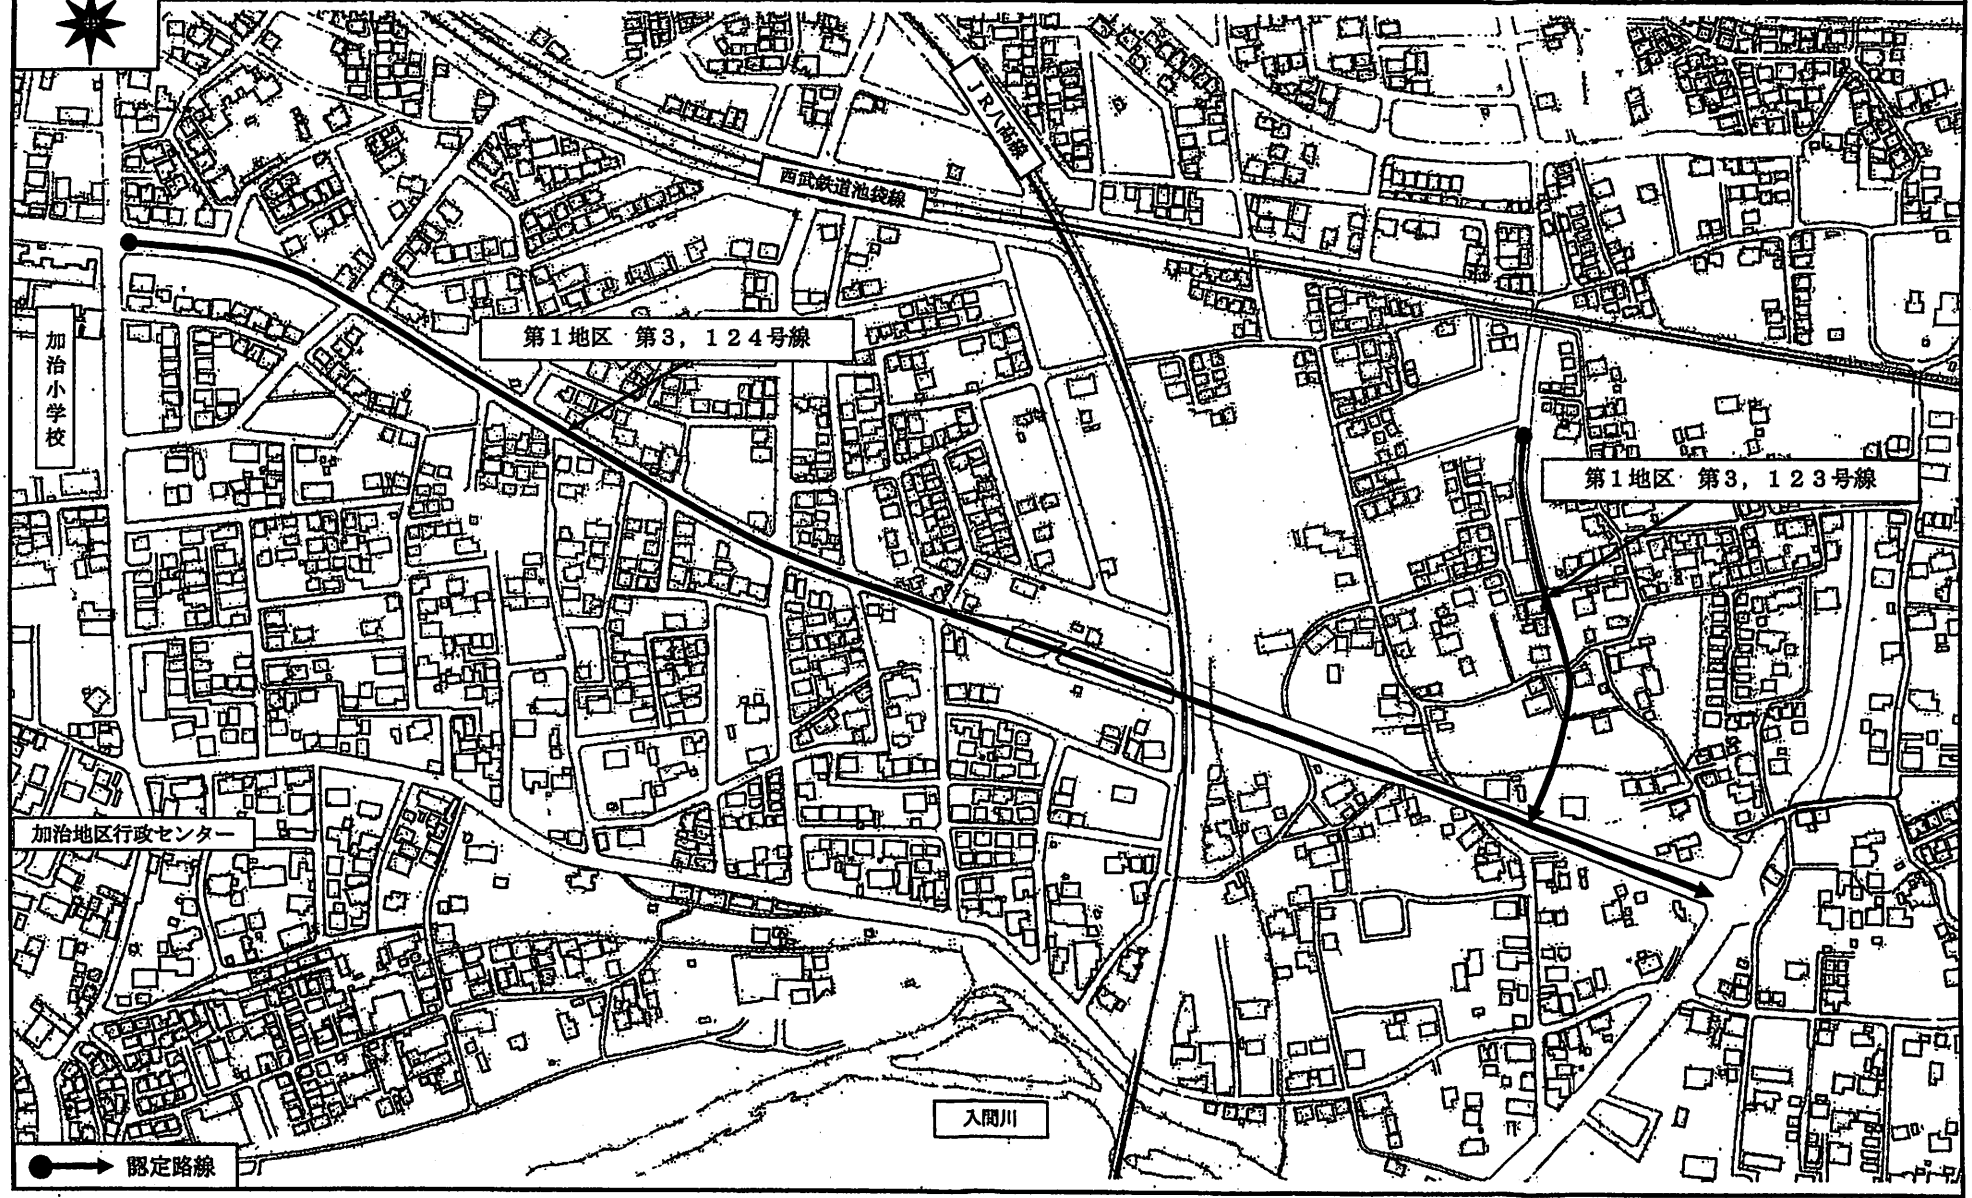 JR八高線
西武鉄道池袋線
第1地区 第3,124号線
加治小学校
第1地区 第3,123号線
加治地区行政センター
入間川
認定路線